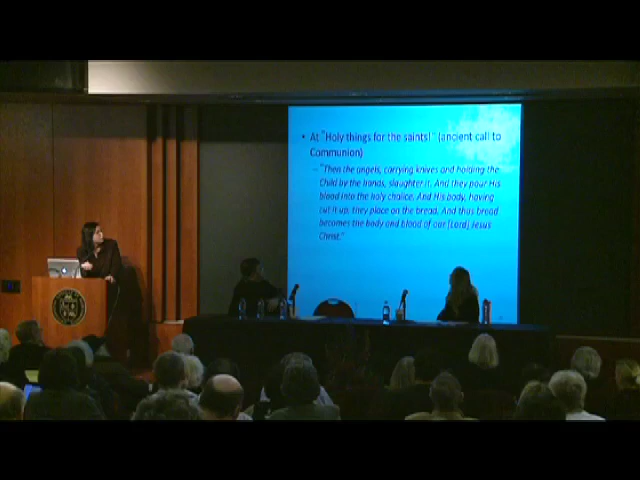 • At "Holy things for the saints!" (ancient call to
Communion)
– "Then the angels, carrying knives and holding the
Child by the hands, slaughter it. And they pour His
blood into the holy chalice. And His body, having
cut it up, they place on the bread. And thus bread
becomes the body and blood of our [Lord] Jesus
Christ."